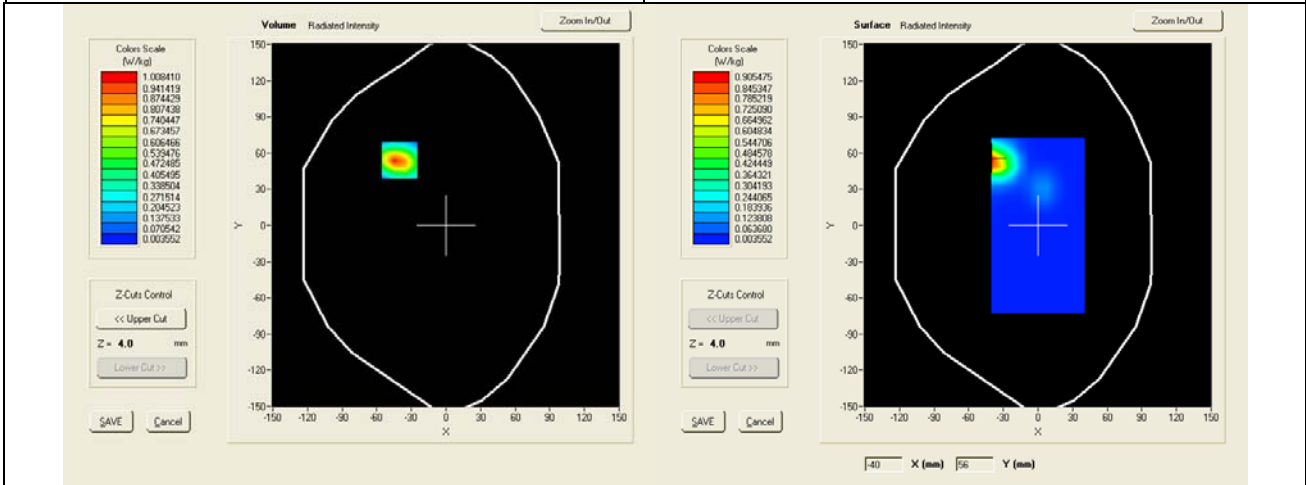 Volume Radiated Intensity
Zoom In/Out
Colors Scale
(W/kg)
1.008410
0.941419
0.874429
0.807438
0.740447
0.673457
0.606466
0.539476
0.472485
0.405495
0.338504
0.271514
0.204523
0.137533
0.070542
0.003552
Z-Cuts Control
<< Upper Cut
Z = 4.0 mm
Lower Cut >>
SAVE Cancel
150-
120-
90-
60-
30-
0-
-30-
-60-
-90-
-120-
-150-
Y
-150 -120 -90 -60 -30 0 30 60 90 120 150
X
Surface Radiated Intensity
Zoom In/Out
Colors Scale
(W/kg)
0.905475
0.845347
0.785219
0.725090
0.664962
0.604834
0.544706
0.484578
0.424449
0.364321
0.304193
0.244065
0.183936
0.123808
0.063680
0.003552
Z-Cuts Control
<< Upper Cut
Z = 4.0 mm
Lower Cut >>
SAVE Cancel
150-
120-
90-
60-
30-
0-
-30-
-60-
-90-
-120-
-150-
Y
-150 -120 -90 -60 -30 0 30 60 90 120 150
X
-40 X (mm) 56 Y (mm)